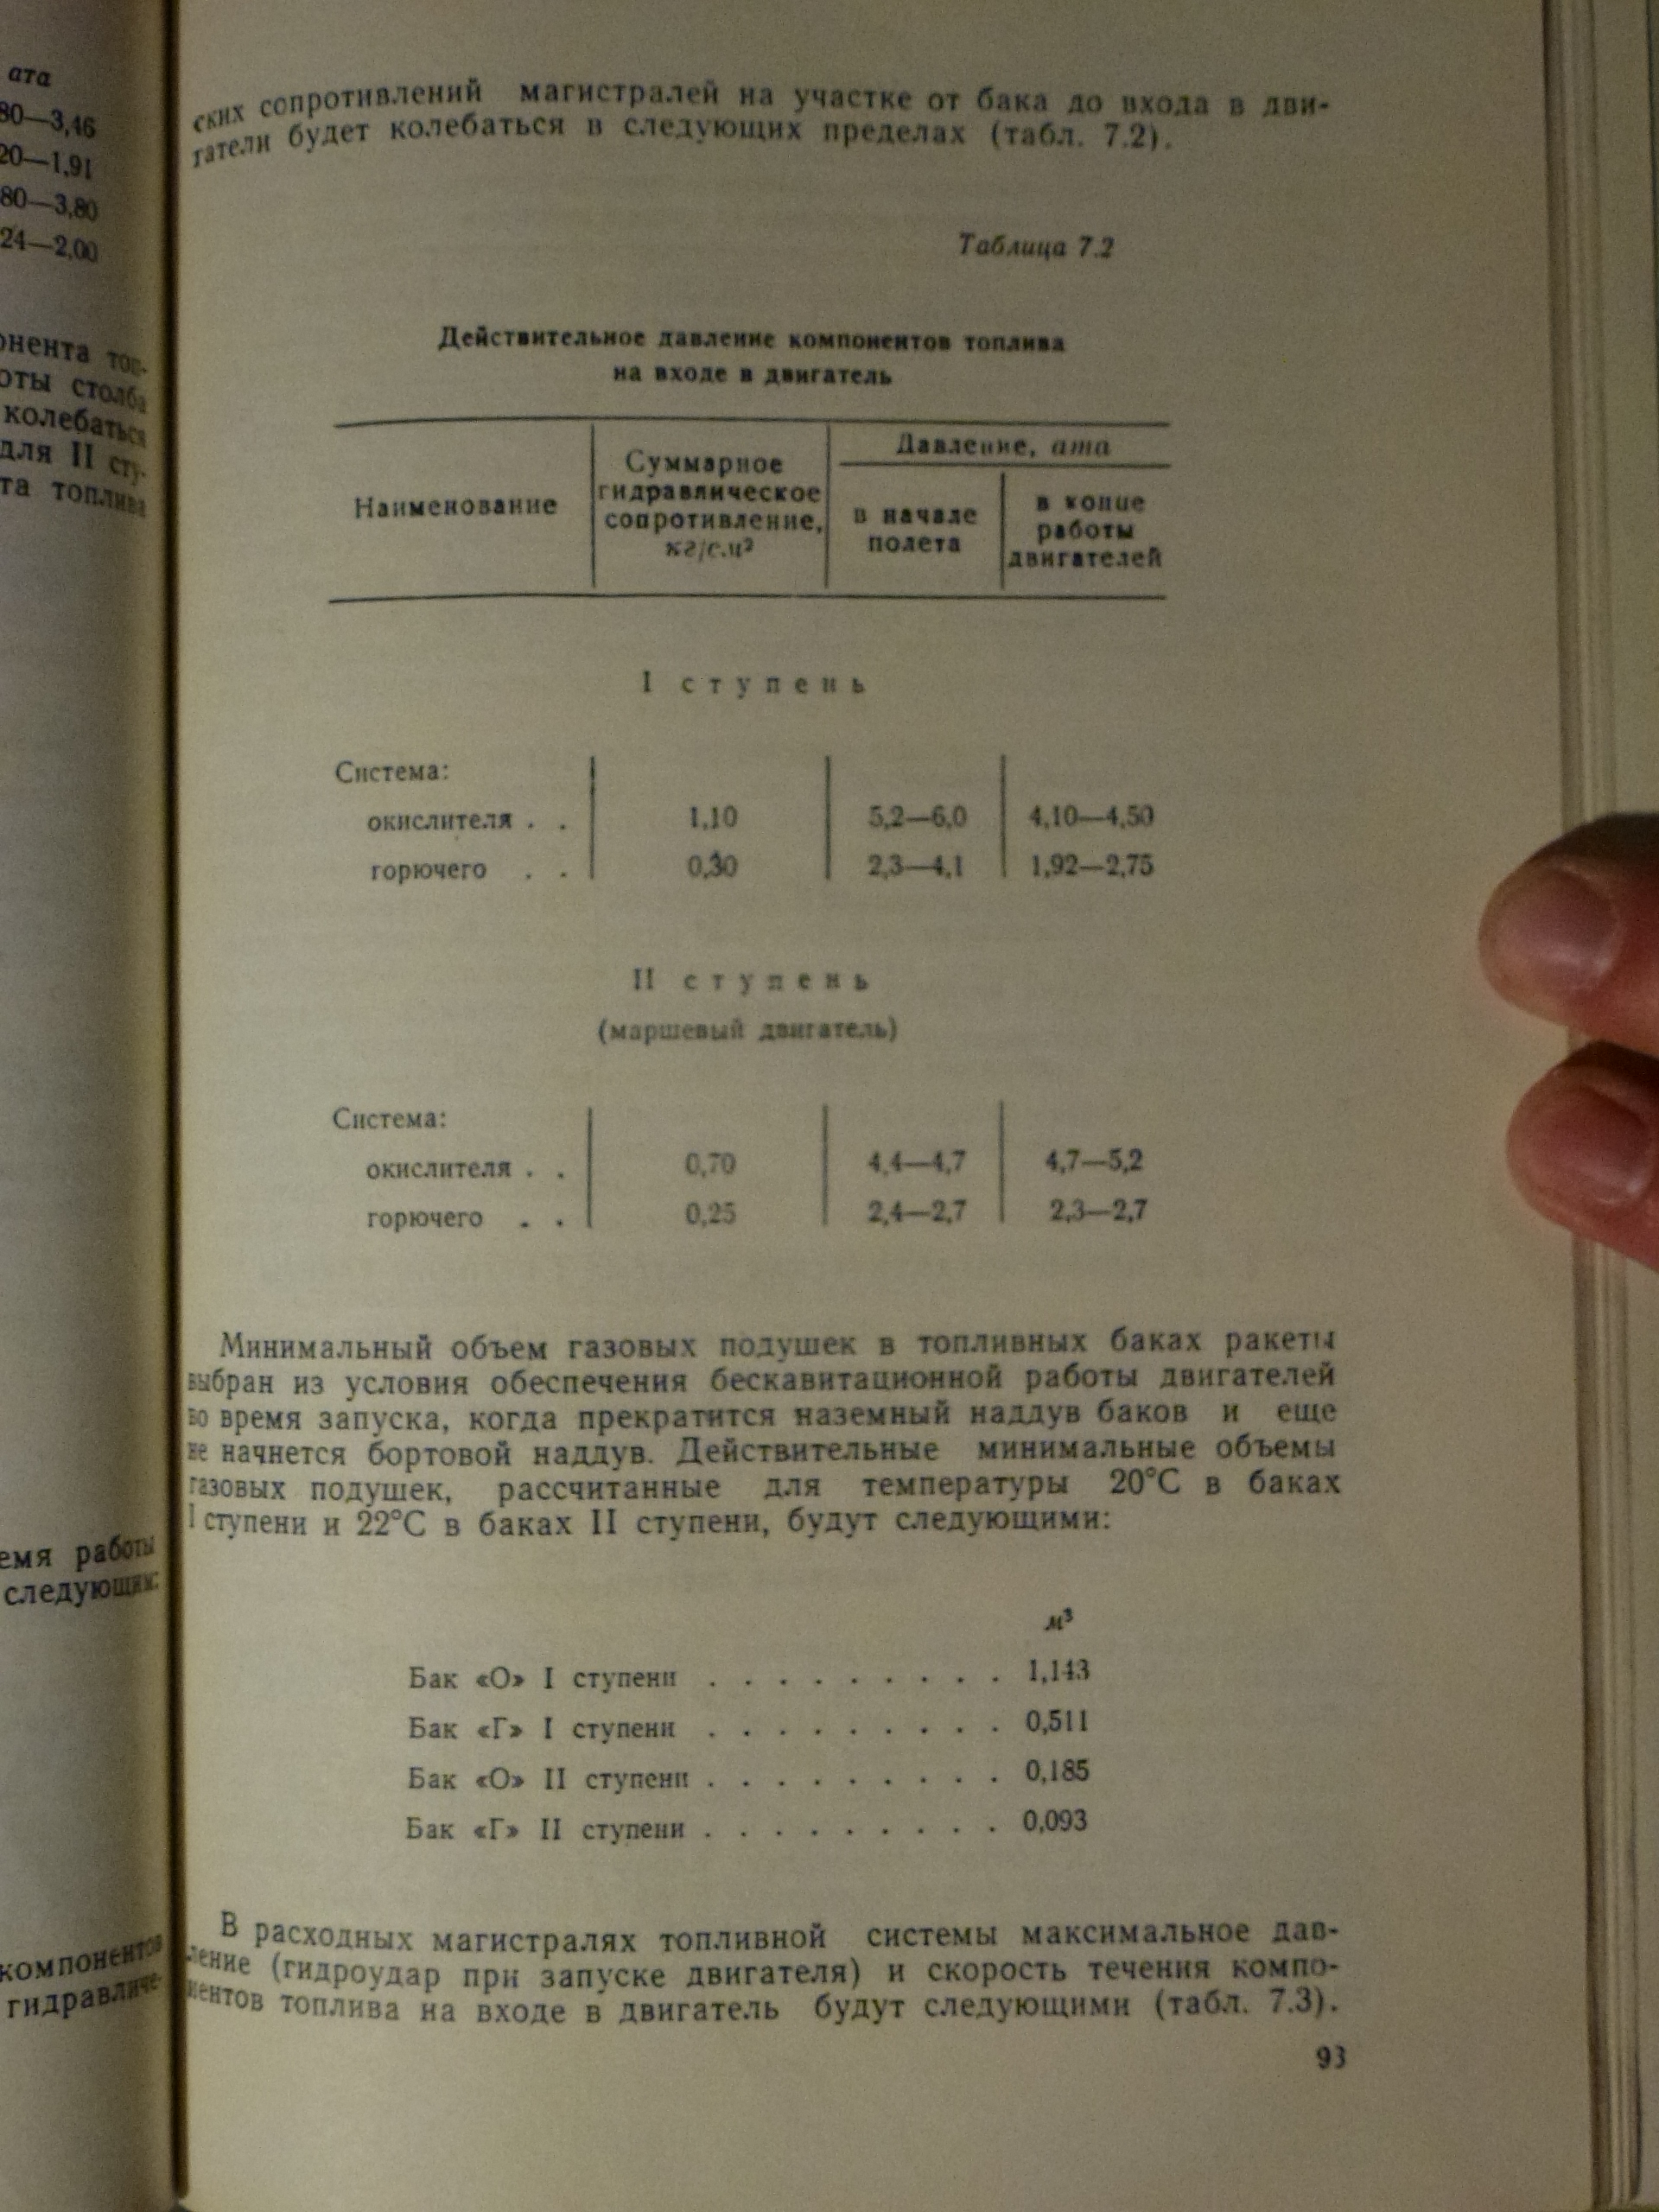 ата
80—3,46
20—1,91
80—3,80
24—2,00
онента топ-
оты столба
колебаться
для II сту-
та топлива
емя работы
следующих:
компонентов
гидравличе-
ских сопротивлений магистралей на участке от бака до входа в дви-
гатели будет колебаться в следующих пределах (табл. 7.2).
Таблица 7.2
Действительное давление компонентов топлива
на входе в двигатель
Наименование
Суммарное
гидравлическое
сопротивление,
кг/см²
Давление, ата
в начале
полета
в конце
работы
двигателей
I ступень
Система:
окислителя . . 1,10 5,2—6,0 4,10—4,50
горючего . . 0,30 2,3—4,1 1,92—2,75
II ступень
(маршевый двигатель)
Система:
окислителя . . 0,70 4,4—4,7 4,7—5,2
горючего . . 0,25 2,4—2,7 2,3—2,7
Минимальный объем газовых подушек в топливных баках ракеты
выбран из условия обеспечения бескавитационной работы двигателей
во время запуска, когда прекратится наземный наддув баков и еще
не начнется бортовой наддув. Действительные минимальные объемы
газовых подушек, рассчитанные для температуры 20°С в баках
I ступени и 22°С в баках II ступени, будут следующими:
м³
Бак «О» I ступени . . . . . . . . . 1,143
Бак «Г» I ступени . . . . . . . . . 0,511
Бак «О» II ступени . . . . . . . . . 0,185
Бак «Г» II ступени . . . . . . . . . 0,093
В расходных магистралях топливной системы максимальное дав-
ление (гидроудар при запуске двигателя) и скорость течения компо-
нентов топлива на входе в двигатель будут следующими (табл. 7.3).
93